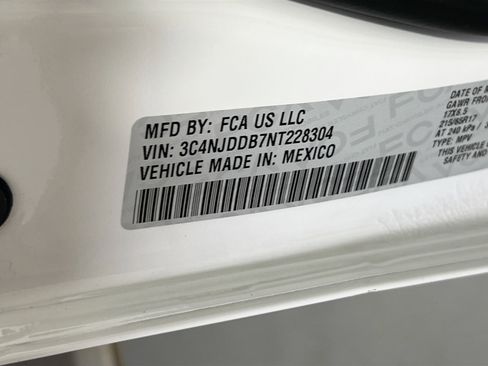 MFD BY: FCA US LLC
VIN: 3C4NJDDB7NT228304
VEHICLE MADE IN: MEXICO
DATE OF M
GAWR FRO
17X6.5
215/65R17
AT 240 kPa / 3
TYPE: MPV
THIS VEHICLE
SAFETY AND